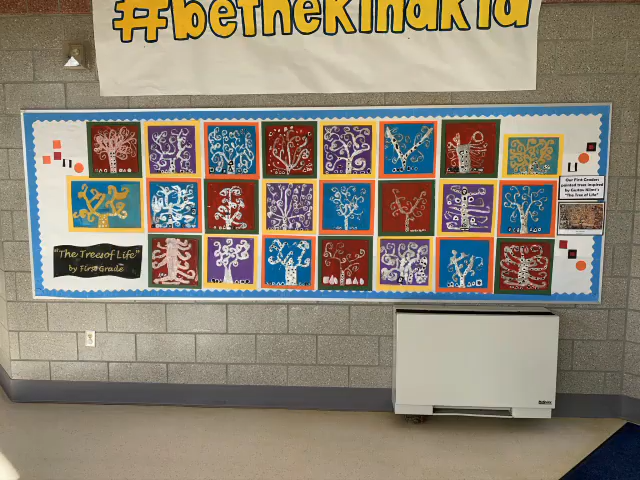 #bethekindkid
"The Trees of Life"
by First Grade
Our First Graders
painted trees inspired
by Gustav Klimt's
"The Tree of Life"